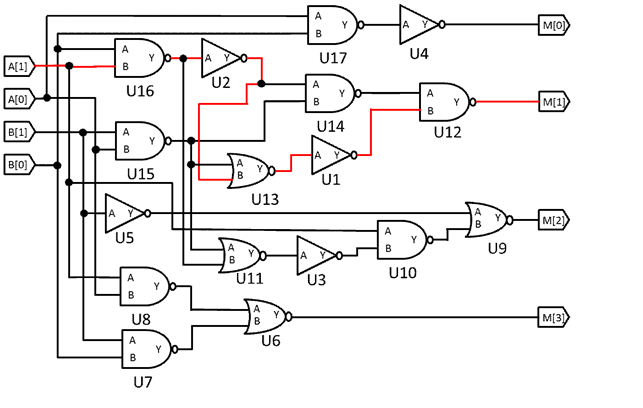 A Y B U17
A Y U4
M[0]
A[1]
A Y B U16
A Y U2
A[0]
A Y B U14
A Y B U12
M[1]
B[1]
A Y B U15
B[0]
A Y B U13
A Y U1
A Y U5
A Y B U9
M[2]
A Y B U10
A Y B U11
A Y U3
A Y B U8
A Y B U6
M[3]
A Y B U7